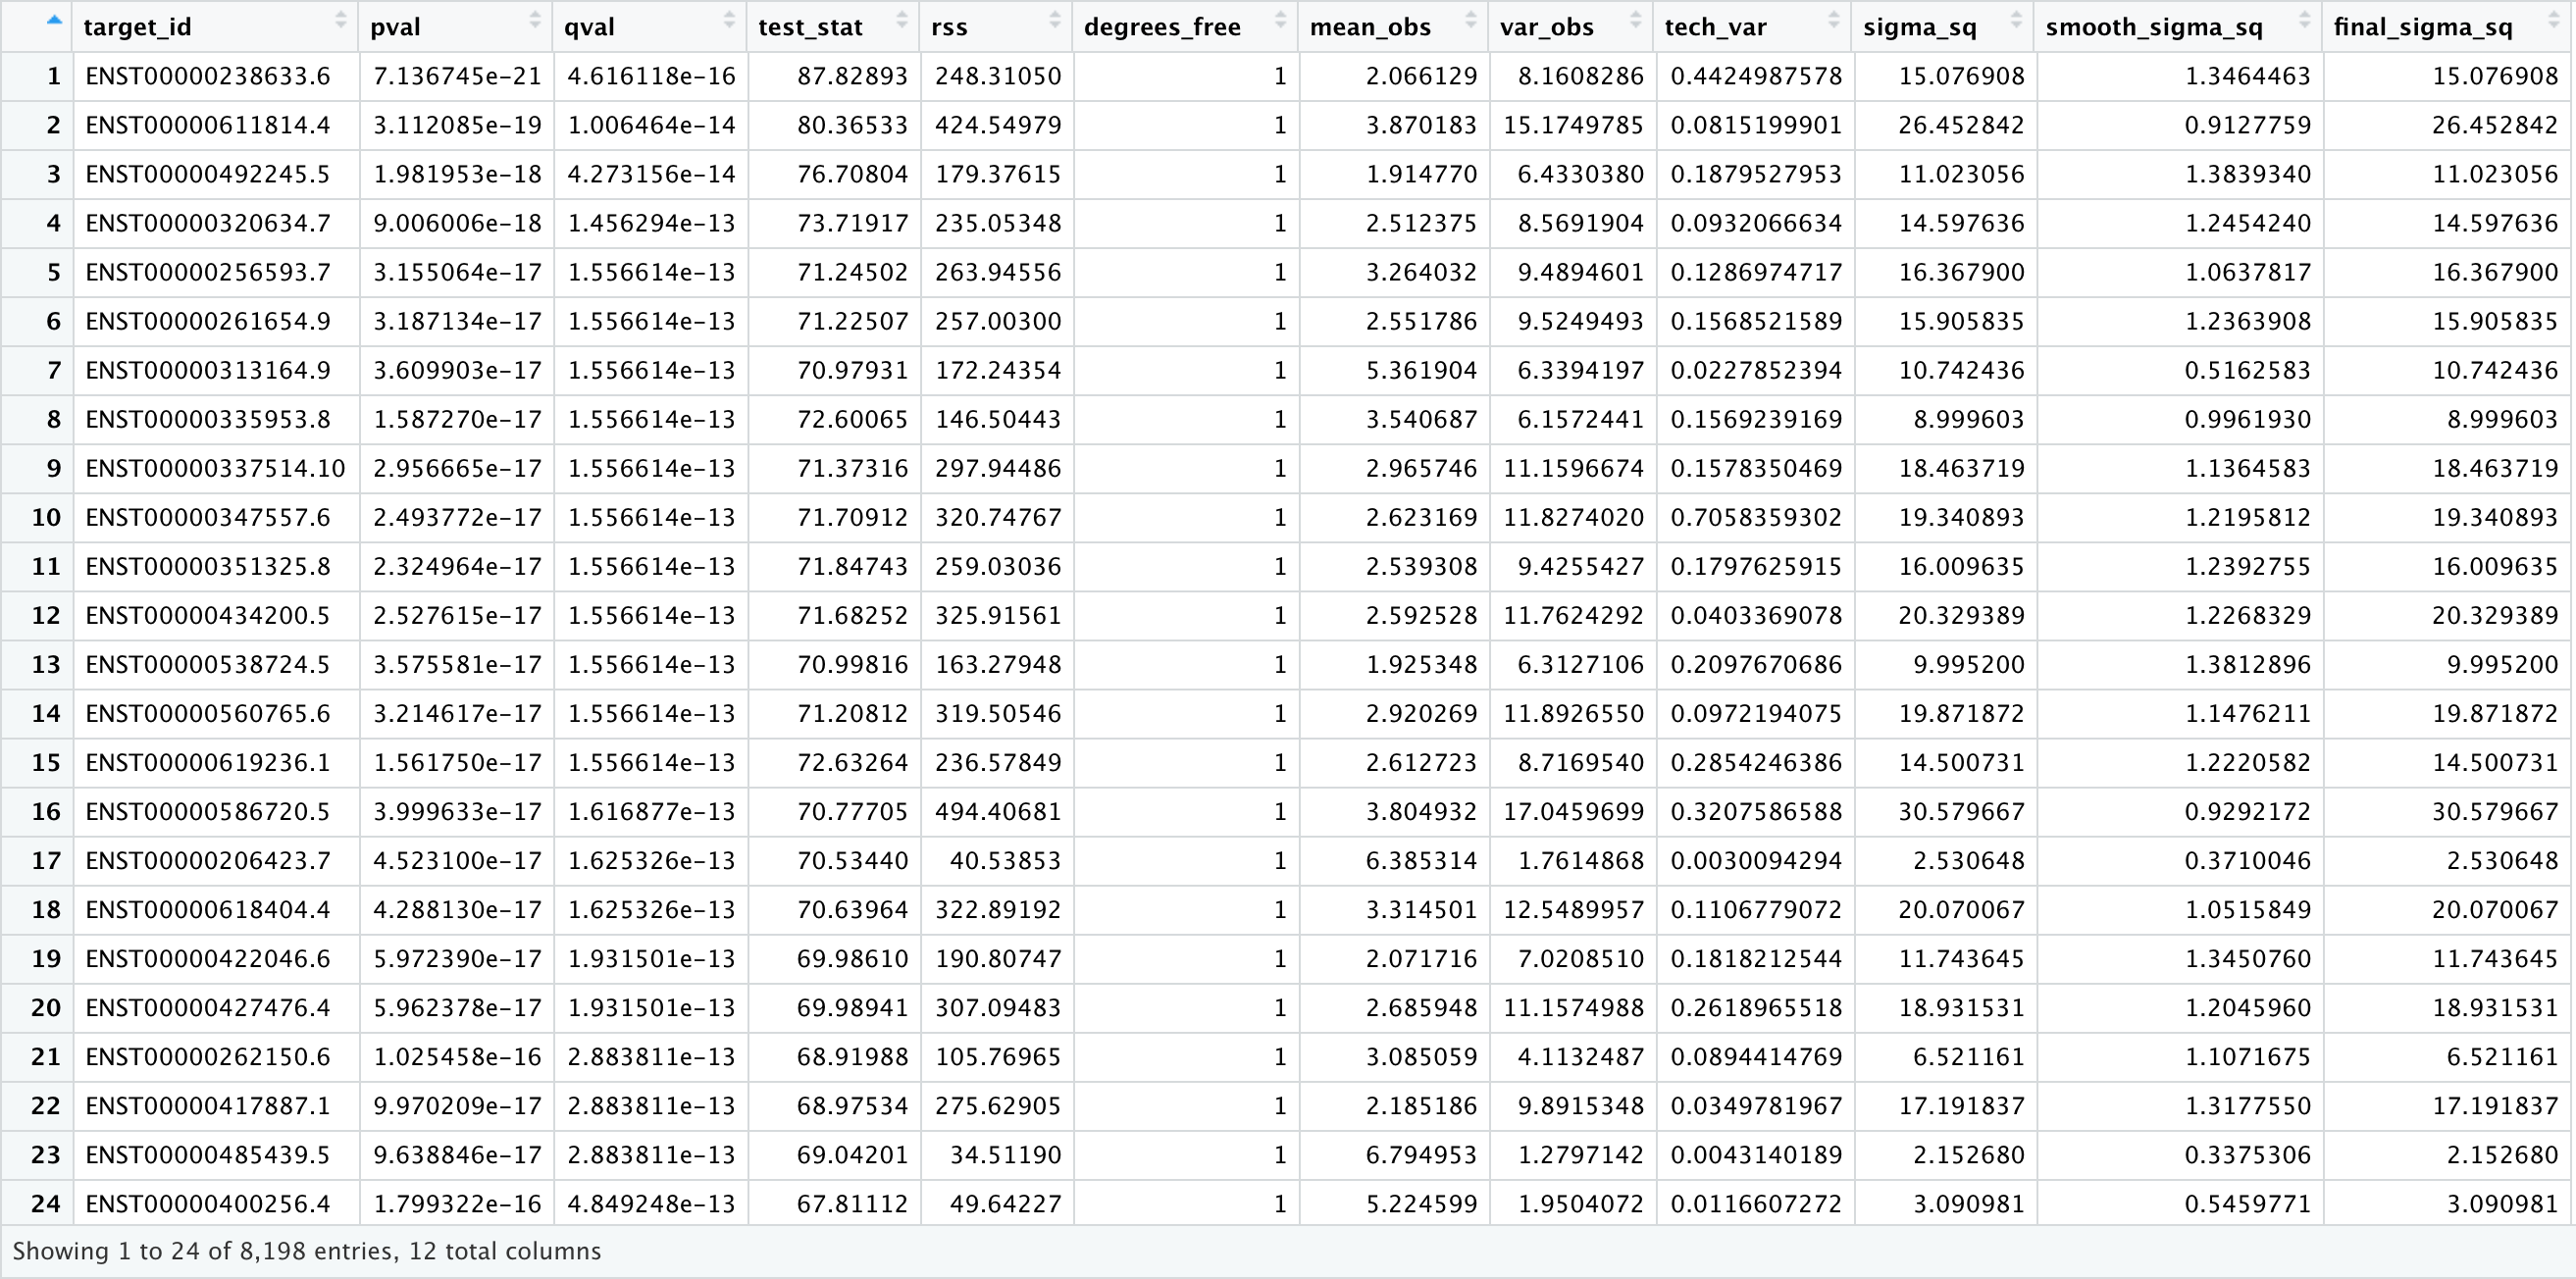 target_id pval qval test_stat rss degrees_free mean_obs var_obs tech_var sigma_sq smooth_sigma_sq final_sigma_sq
1 ENST00000238633.6 7.136745e-21 4.616118e-16 87.82893 248.31050 1 2.066129 8.1608286 0.4424987578 15.076908 1.3464463 15.076908
2 ENST00000611814.4 3.112085e-19 1.006464e-14 80.36533 424.54979 1 3.870183 15.1749785 0.0815199901 26.452842 0.9127759 26.452842
3 ENST00000492245.5 1.981953e-18 4.273156e-14 76.70804 179.37615 1 1.914770 6.4330380 0.1879527953 11.023056 1.3839340 11.023056
4 ENST00000320634.7 9.006006e-18 1.456294e-13 73.71917 235.05348 1 2.512375 8.5691904 0.0932066634 14.597636 1.2454240 14.597636
5 ENST00000256593.7 3.155064e-17 1.556614e-13 71.24502 263.94556 1 3.264032 9.4894601 0.1286974717 16.367900 1.0637817 16.367900
6 ENST00000261654.9 3.187134e-17 1.556614e-13 71.22507 257.00300 1 2.551786 9.5249493 0.1568521589 15.905835 1.2363908 15.905835
7 ENST00000313164.9 3.609903e-17 1.556614e-13 70.97931 172.24354 1 5.361904 6.3394197 0.0227852394 10.742436 0.5162583 10.742436
8 ENST00000335953.8 1.587270e-17 1.556614e-13 72.60065 146.50443 1 3.540687 6.1572441 0.1569239169 8.999603 0.9961930 8.999603
9 ENST00000337514.10 2.956665e-17 1.556614e-13 71.37316 297.94486 1 2.965746 11.1596674 0.1578350469 18.463719 1.1364583 18.463719
10 ENST00000347557.6 2.493772e-17 1.556614e-13 71.70912 320.74767 1 2.623169 11.8274020 0.7058359302 19.340893 1.2195812 19.340893
11 ENST00000351325.8 2.324964e-17 1.556614e-13 71.84743 259.03036 1 2.539308 9.4255427 0.1797625915 16.009635 1.2392755 16.009635
12 ENST00000434200.5 2.527615e-17 1.556614e-13 71.68252 325.91561 1 2.592528 11.7624292 0.0403369078 20.329389 1.2268329 20.329389
13 ENST00000538724.5 3.575581e-17 1.556614e-13 70.99816 163.27948 1 1.925348 6.3127106 0.2097670686 9.995200 1.3812896 9.995200
14 ENST00000560765.6 3.214617e-17 1.556614e-13 71.20812 319.50546 1 2.920269 11.8926550 0.0972194075 19.871872 1.1476211 19.871872
15 ENST00000619236.1 1.561750e-17 1.556614e-13 72.63264 236.57849 1 2.612723 8.7169540 0.2854246386 14.500731 1.2220582 14.500731
16 ENST00000586720.5 3.999633e-17 1.616877e-13 70.77705 494.40681 1 3.804932 17.0459699 0.3207586588 30.579667 0.9292172 30.579667
17 ENST00000206423.7 4.523100e-17 1.625326e-13 70.53440 40.53853 1 6.385314 1.7614868 0.0030094294 2.530648 0.3710046 2.530648
18 ENST00000618404.4 4.288130e-17 1.625326e-13 70.63964 322.89192 1 3.314501 12.5489957 0.1106779072 20.070067 1.0515849 20.070067
19 ENST00000422046.6 5.972390e-17 1.931501e-13 69.98610 190.80747 1 2.071716 7.0208510 0.1818212544 11.743645 1.3450760 11.743645
20 ENST00000427476.4 5.962378e-17 1.931501e-13 69.98941 307.09483 1 2.685948 11.1574988 0.2618965518 18.931531 1.2045960 18.931531
21 ENST00000262150.6 1.025458e-16 2.883811e-13 68.91988 105.76965 1 3.085059 4.1132487 0.0894414769 6.521161 1.1071675 6.521161
22 ENST00000417887.1 9.970209e-17 2.883811e-13 68.97534 275.62905 1 2.185186 9.8915348 0.0349781967 17.191837 1.3177550 17.191837
23 ENST00000485439.5 9.638846e-17 2.883811e-13 69.04201 34.51190 1 6.794953 1.2797142 0.0043140189 2.152680 0.3375306 2.152680
24 ENST00000400256.4 1.799322e-16 4.849248e-13 67.81112 49.64227 1 5.224599 1.9504072 0.0116607272 3.090981 0.5459771 3.090981
Showing 1 to 24 of 8,198 entries, 12 total columns